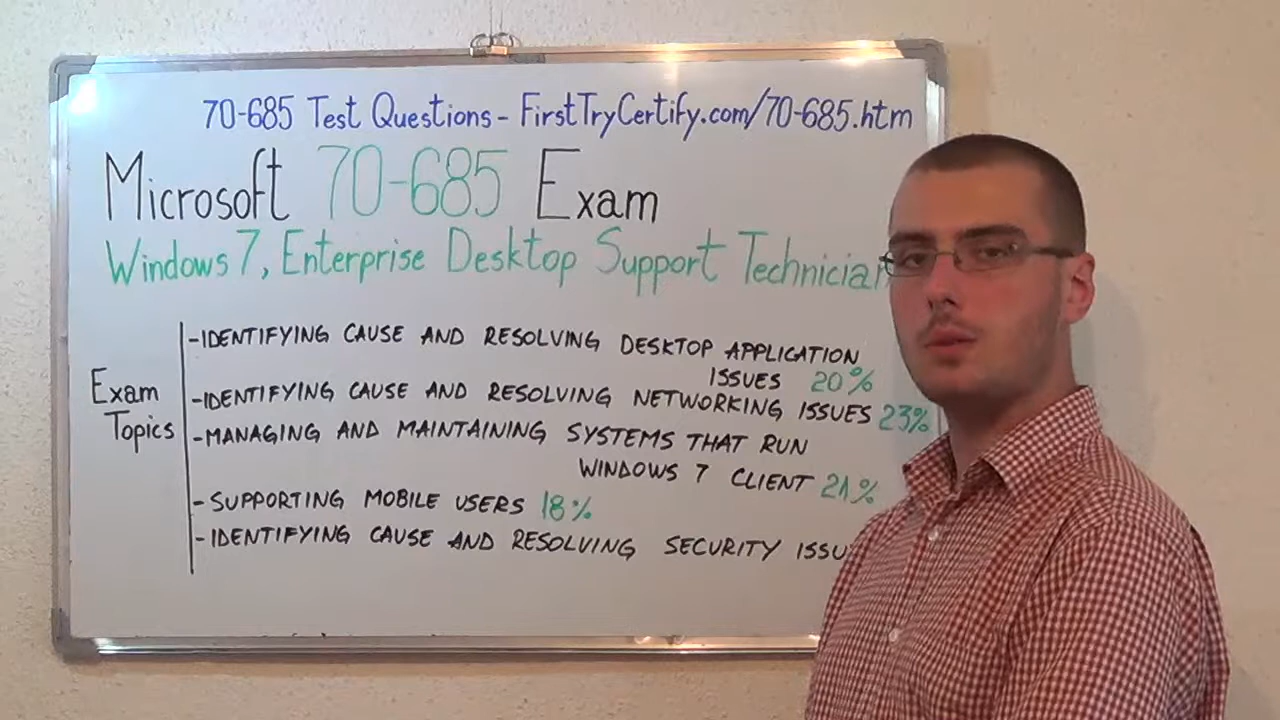 70-685 Test Questions - FirstTryCertify.com/70-685.htm
Microsoft 70-685 Exam
Windows 7, Enterprise Desktop Support Technician
Exam Topics
-IDENTIFYING CAUSE AND RESOLVING DESKTOP APPLICATION
ISSUES 20%
-IDENTIFYING CAUSE AND RESOLVING NETWORKING ISSUES 23%
-MANAGING AND MAINTAINING SYSTEMS THAT RUN
WINDOWS 7 CLIENT 21%
-SUPPORTING MOBILE USERS 18%
-IDENTIFYING CAUSE AND RESOLVING SECURITY ISSU